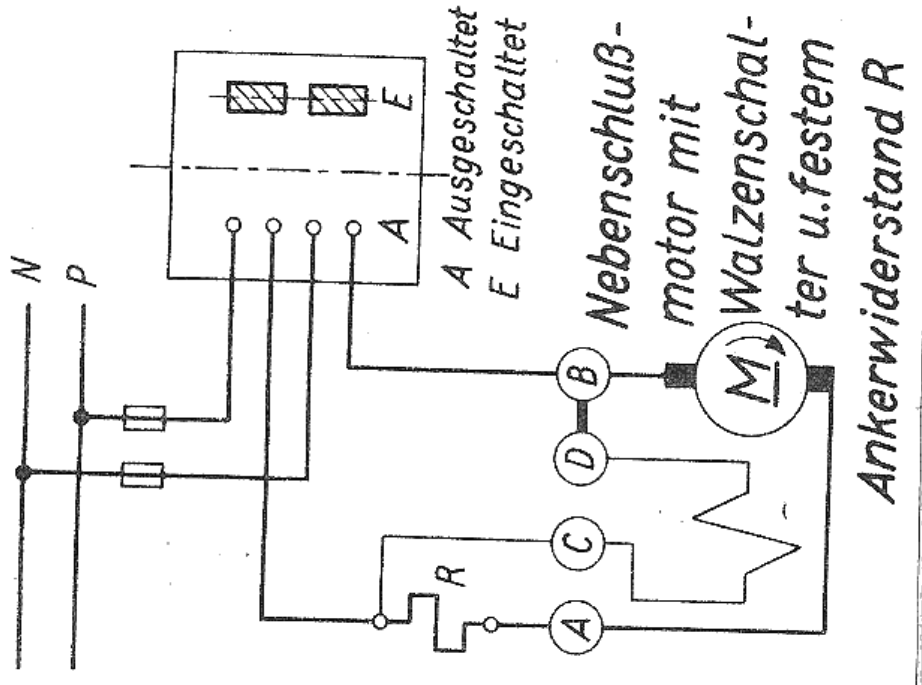 N
P
E
A
A Ausgeschaltet
E Eingeschaltet
R
A
C
D
B
M
Nebenschluß-
motor mit
Walzenschal-
ter u. festem
Ankerwiderstand R